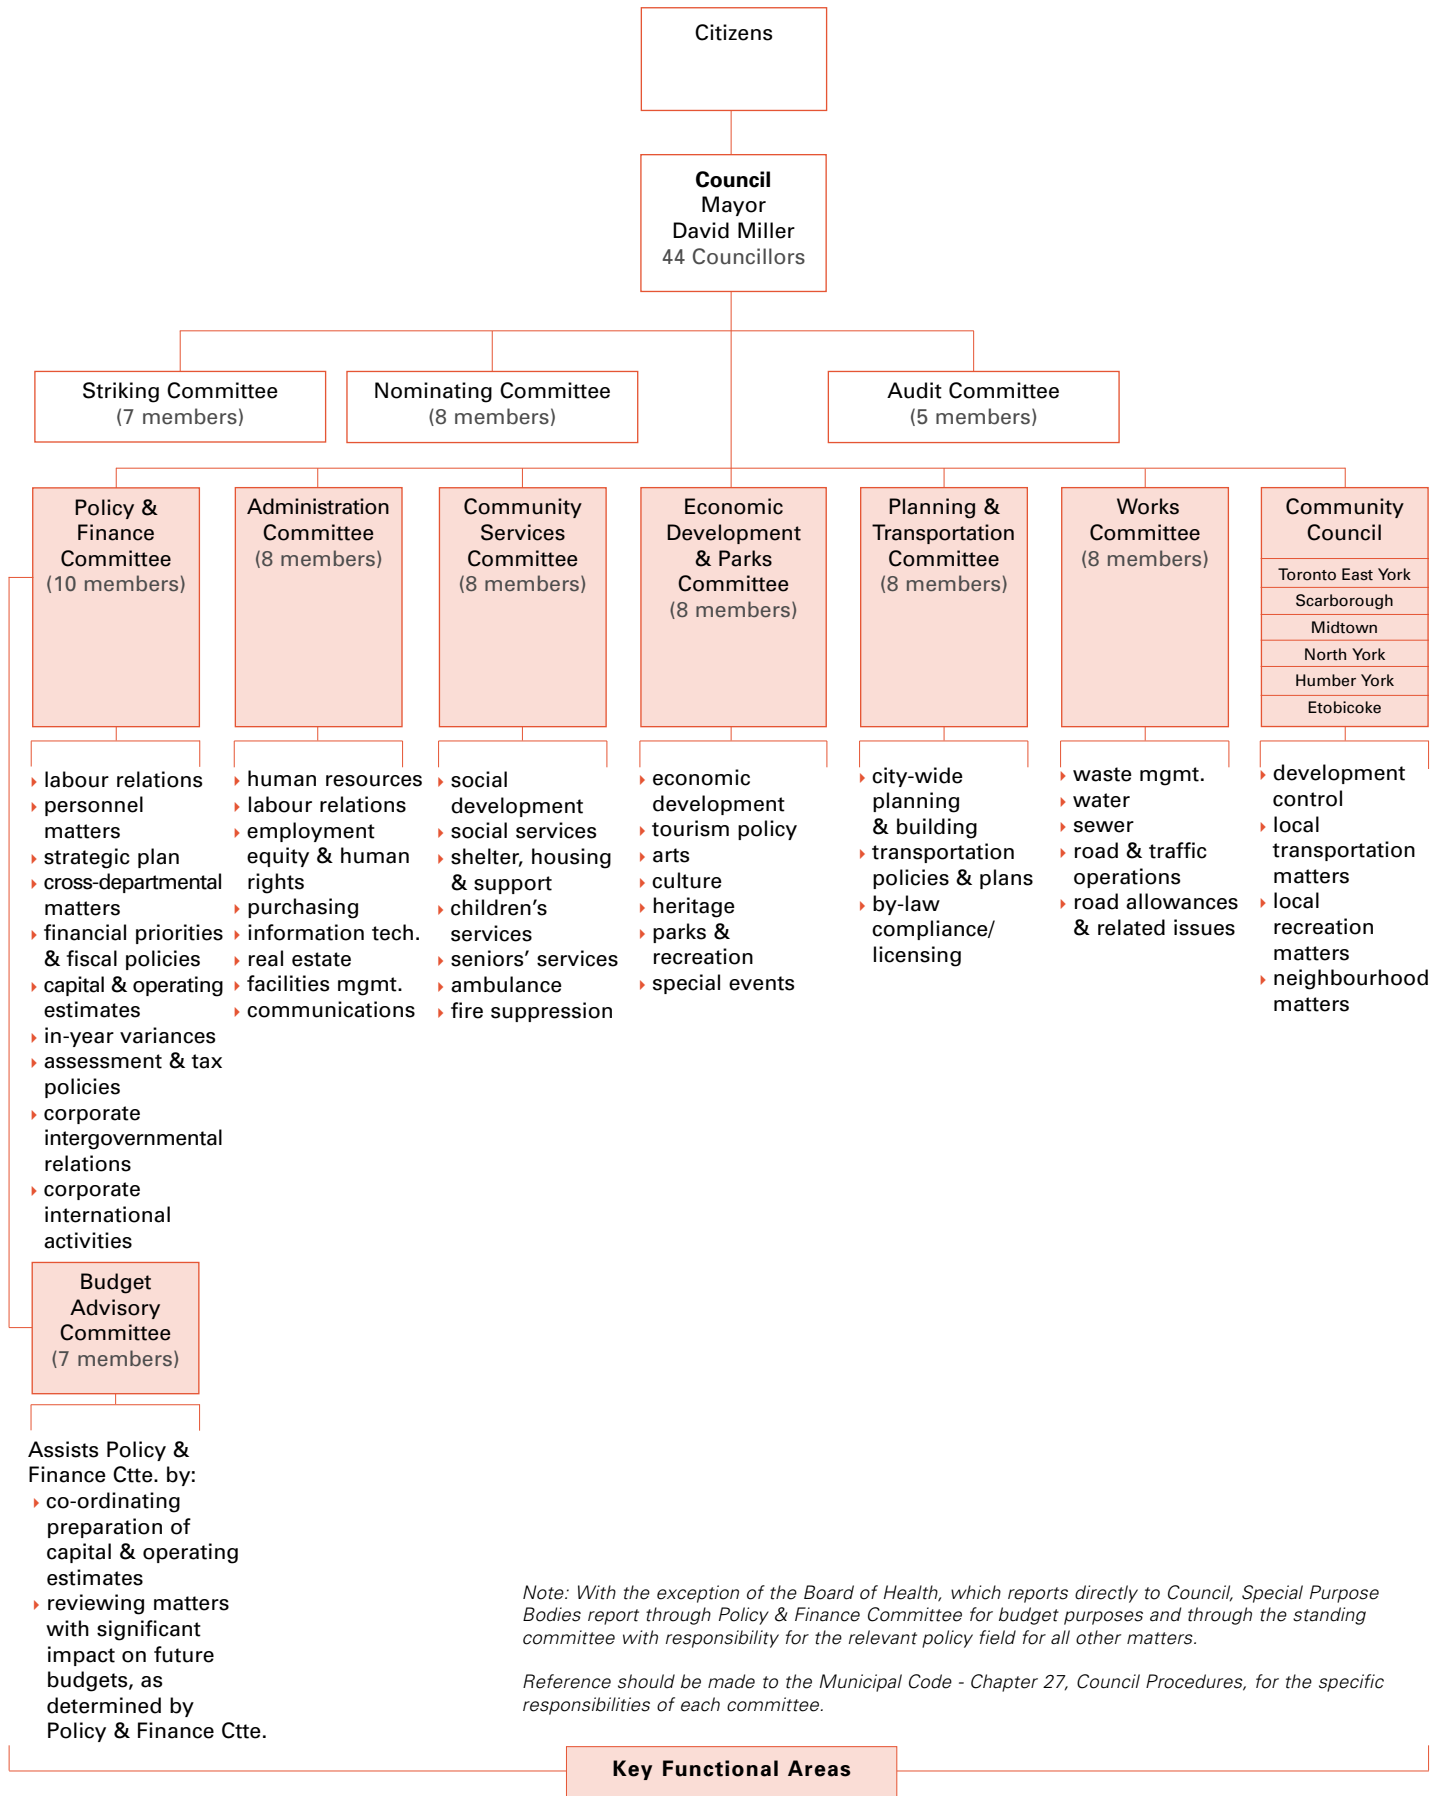 Citizens
Council
Mayor
David Miller
44 Councillors
Striking Committee
(7 members)
Nominating Committee
(8 members)
Audit Committee
(5 members)
Policy &
Finance
Committee
(10 members)
Administration
Committee
(8 members)
Community
Services
Committee
(8 members)
Economic
Development
& Parks
Committee
(8 members)
Planning &
Transportation
Committee
(8 members)
Works
Committee
(8 members)
Community
Council
Toronto East York
Scarborough
Midtown
North York
Humber York
Etobicoke
labour relations
personnel
matters
strategic plan
cross-departmental
matters
financial priorities
& fiscal policies
capital & operating
estimates
in-year variances
assessment & tax
policies
corporate
intergovernmental
relations
corporate
international
activities
human resources
labour relations
employment
equity & human
rights
purchasing
information tech.
real estate
facilities mgmt.
communications
social
development
social services
shelter, housing
& support
children's
services
seniors' services
ambulance
fire suppression
economic
development
tourism policy
arts
culture
heritage
parks &
recreation
special events
city-wide
planning
& building
transportation
policies & plans
by-law
compliance/
licensing
waste mgmt.
water
sewer
road & traffic
operations
road allowances
& related issues
development
control
local
transportation
matters
local
recreation
matters
neighbourhood
matters
Budget
Advisory
Committee
(7 members)
Assists Policy &
Finance Ctte. by:
co-ordinating
preparation of
capital & operating
estimates
reviewing matters
with significant
impact on future
budgets, as
determined by
Policy & Finance Ctte.
Note: With the exception of the Board of Health, which reports directly to Council, Special Purpose
Bodies report through Policy & Finance Committee for budget purposes and through the standing
committee with responsibility for the relevant policy field for all other matters.
Reference should be made to the Municipal Code - Chapter 27, Council Procedures, for the specific
responsibilities of each committee.
Key Functional Areas